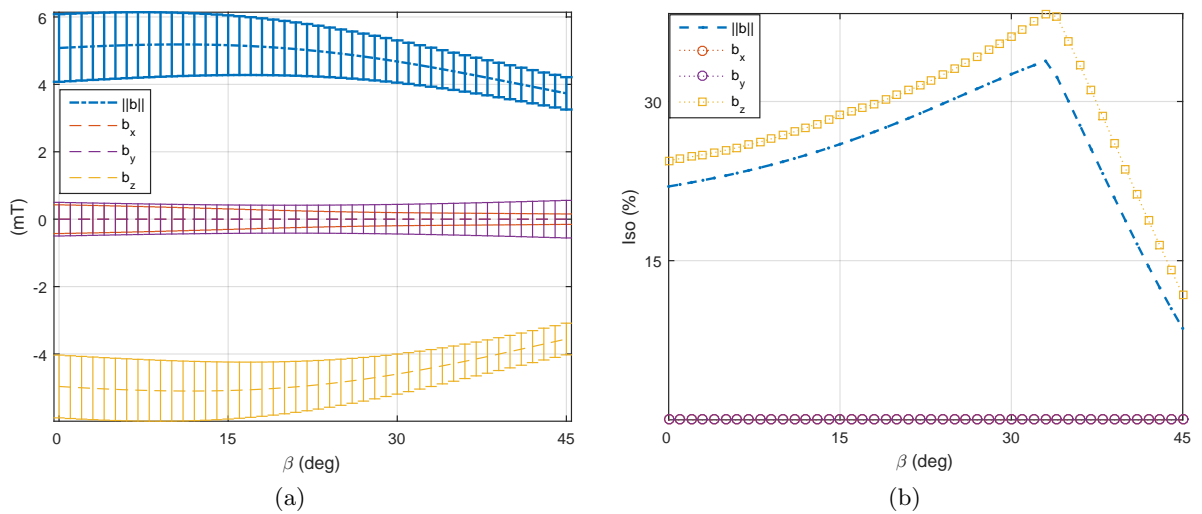 6
4
2
0
-2
-4
(mT)
||b||
b_x
b_y
b_z
0
15
30
45
β (deg)
(a)
30
15
Iso (%)
||b||
b_x
b_y
b_z
0
15
30
45
β (deg)
(b)